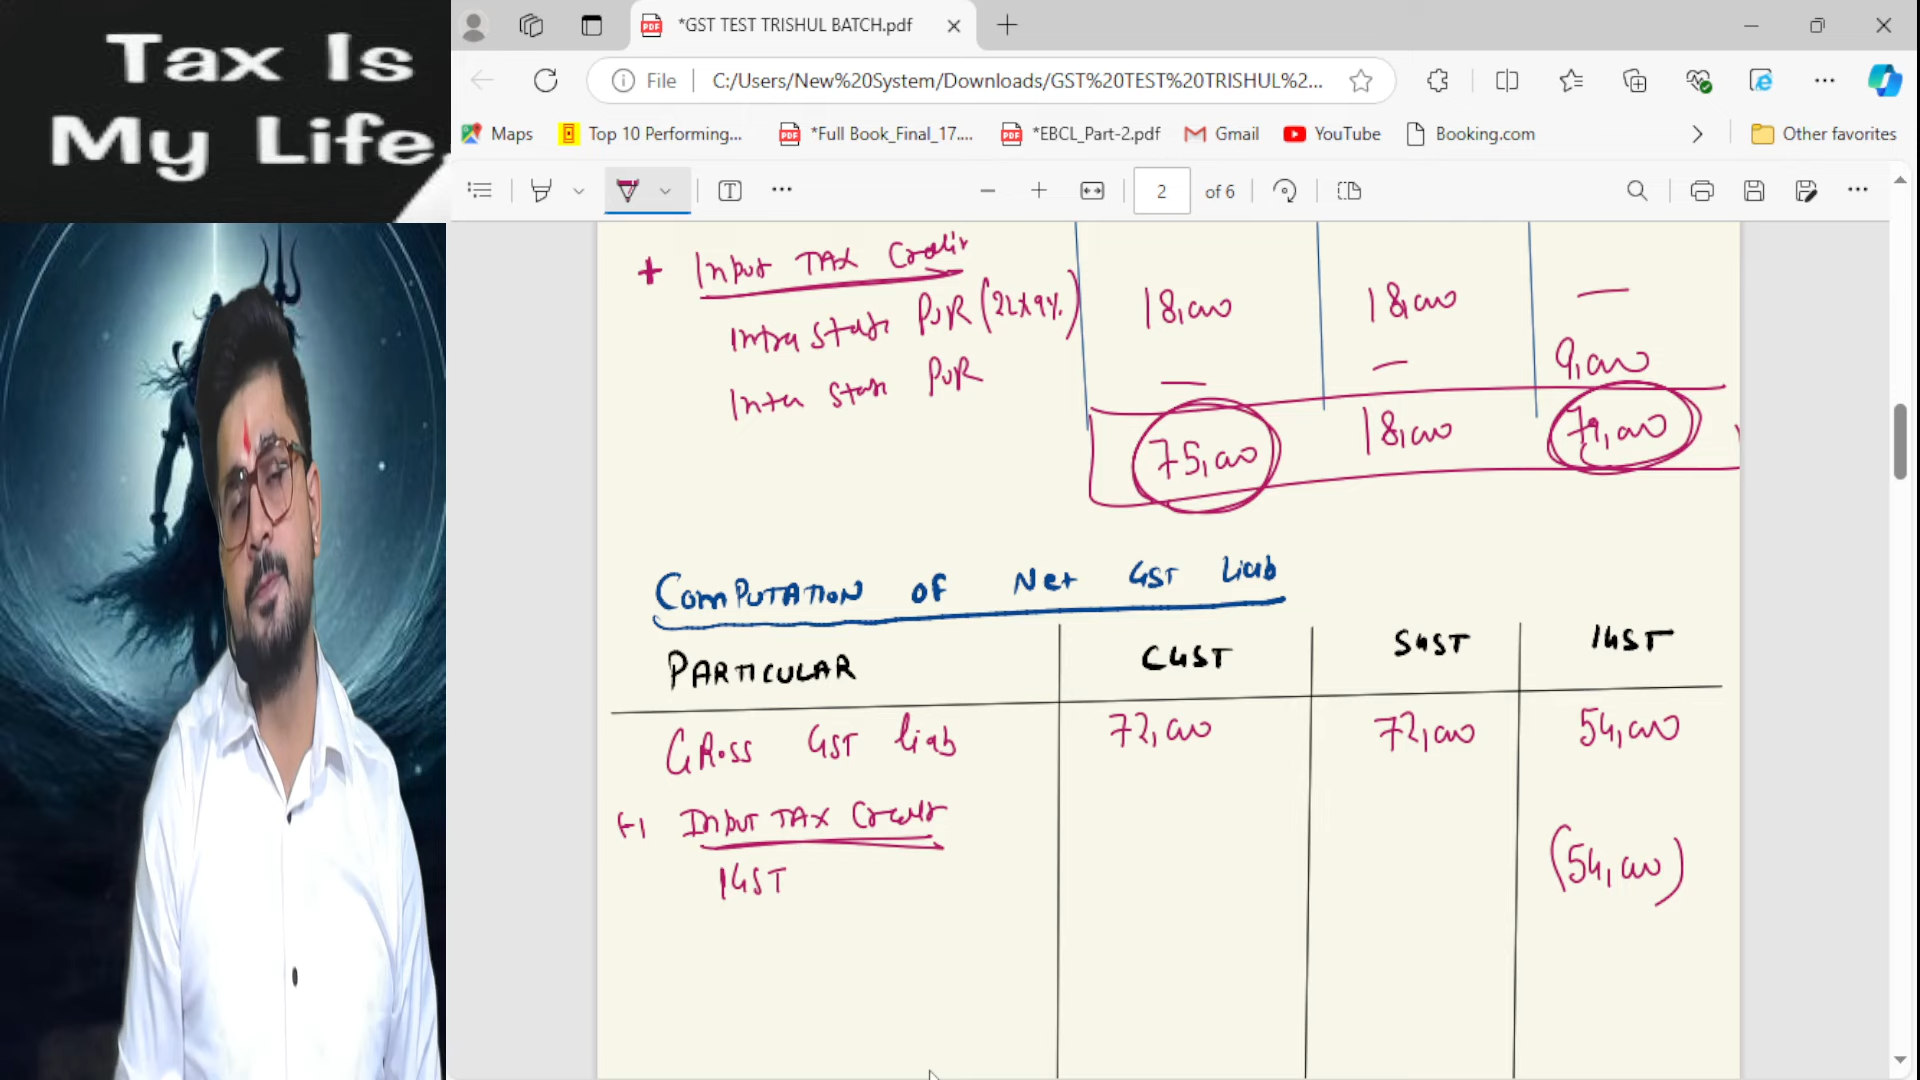 Tax Is
My Life.
*GST TEST TRISHUL BATCH.pdf
File
C:/Users/New%20System/Downloads/GST%20TEST%20TRISHUL%2...
Maps
Top 10 Performing...
*Full Book_Final_17....
*EBCL_Part-2.pdf
Gmail
YouTube
Booking.com
Other favorites
2 of 6
+ Input TAX Credit
Intra State PUR (2L×9%) 18,000 18,000 —
Inter State PUR — — 9,000
75,000 18,000 79,000
COMPUTATION OF Net GST Liab
PARTICULAR CGST SGST IGST
GROSS GST liab 72,000 72,000 54,000
(-) Input TAX Credit
IGST (54,000)